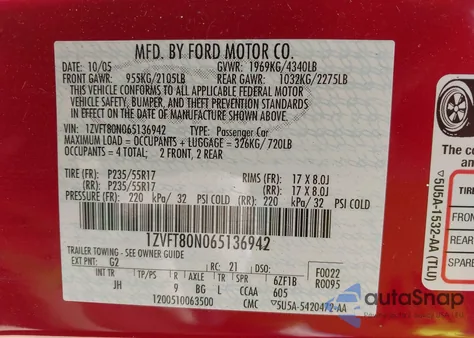 MFD. BY FORD MOTOR CO.
DATE: 10/05 GVWR: 1969KG/4340LB
FRONT GAWR: 955KG/2105LB REAR GAWR: 1032KG/2275LB
THIS VEHICLE CONFORMS TO ALL APPLICABLE FEDERAL MOTOR
VEHICLE SAFETY, BUMPER, AND THEFT PREVENTION STANDARDS
IN EFFECT ON THE DATE OF MANUFACTURE SHOWN ABOVE.
VIN: 1ZVFT80N065136942 TYPE: Passenger Car
MAXIMUM LOAD = OCCUPANTS + LUGGAGE = 326KG/720LB
OCCUPANTS = 4 TOTAL: 2 FRONT, 2 REAR
TIRE (F): P235/55R17 RIMS (F): 17 X 8.0J
(R): P235/55R17 (R): 17 X 8.0J
PRESSURE (F): 220 kPa/ 32 PSI COLD (R): 220 kPa/ 32 PSI COLD
1ZVFT80N065136942
TRAILER TOWING - SEE OWNER GUIDE
EXT PNT: G2 RC: 21 DSO: F0022
INT TR TP/PS R AXLE TR SPR 6ZF1B R0095
JH 9 BG L CCAA 605
1200510063500 CMC 5U5A-5420472-AA
5U5A-1532-AA (TLU)
The co
TIRE
FRON
REAR
SPARE
autoSnap